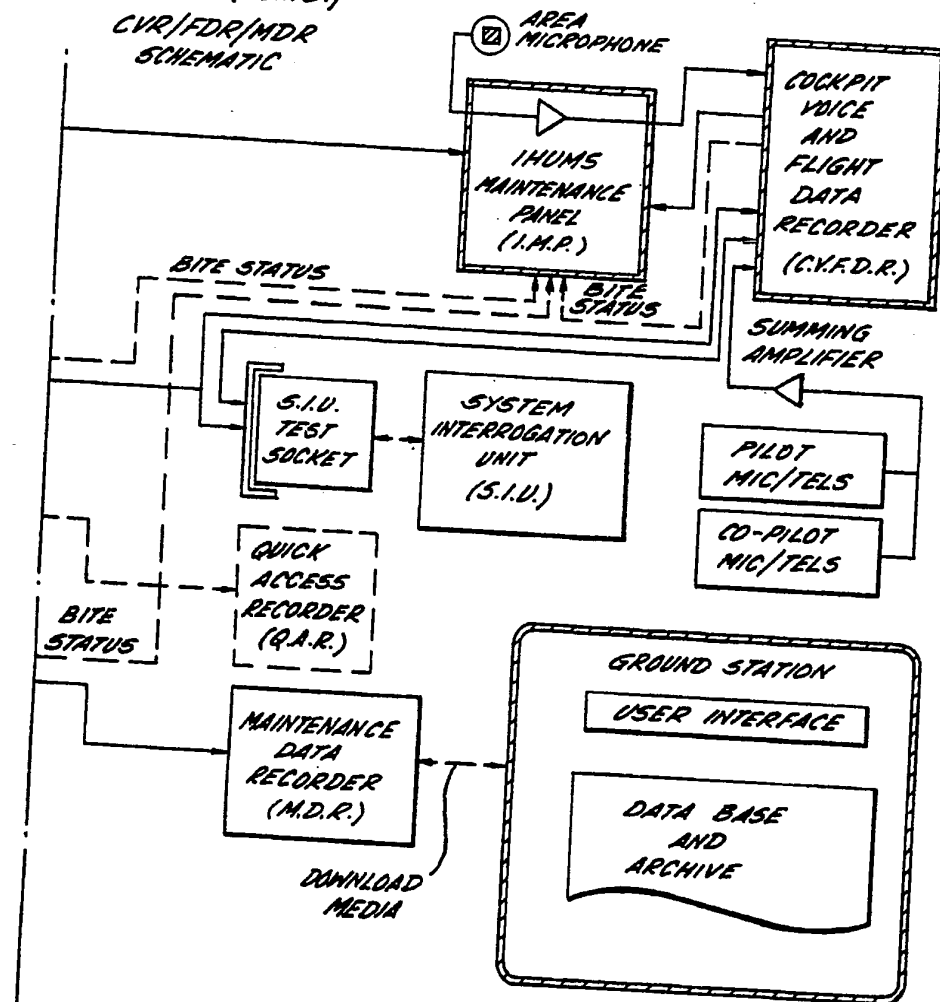 CVR/FDR/MDR
SCHEMATIC
AREA
MICROPHONE
COCKPIT
VOICE
AND
FLIGHT
DATA
RECORDER
(C.V.F.D.R.)
IHUMS
MAINTENANCE
PANEL
(I.M.P.)
BITE STATUS
BITE
STATUS
SUMMING
AMPLIFIER
S.I.U.
TEST
SOCKET
SYSTEM
INTERROGATION
UNIT
(S.I.U.)
PILOT
MIC/TELS
CO-PILOT
MIC/TELS
QUICK
ACCESS
RECORDER
(Q.A.R.)
BITE
STATUS
GROUND STATION
USER INTERFACE
MAINTENANCE
DATA
RECORDER
(M.D.R.)
DATA BASE
AND
ARCHIVE
DOWNLOAD
MEDIA